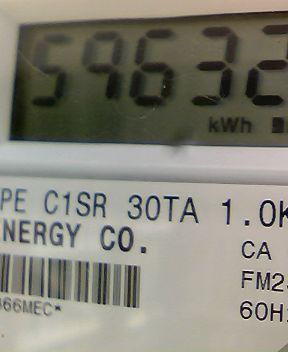 59632
kWh
PE C1SR 30TA 1.0K
NERGY CO.
CA
FM2
60H
66MEC*